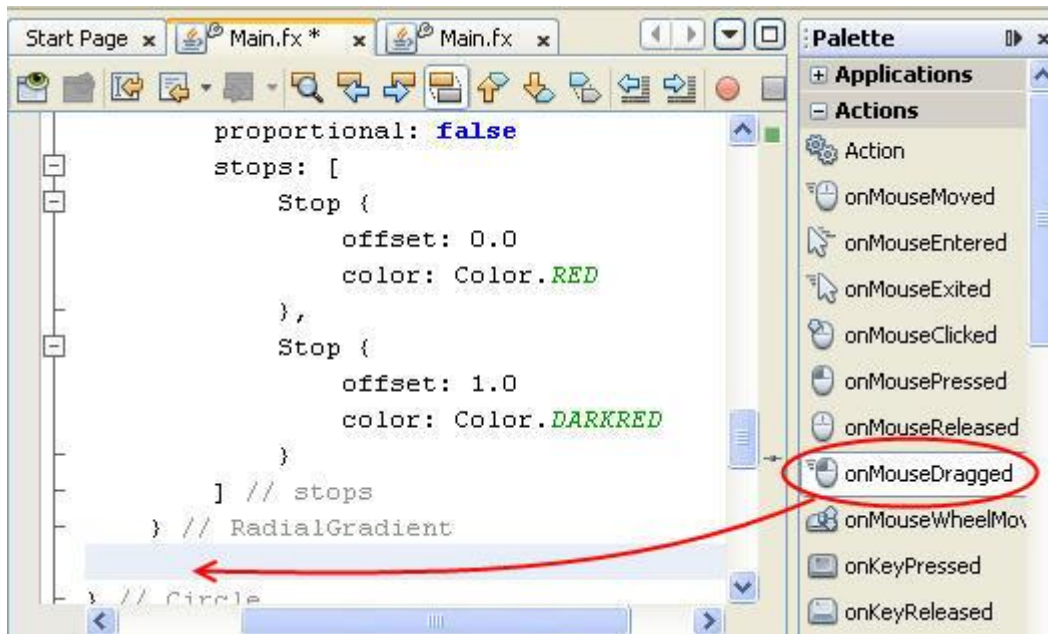 Start Page x Main.fx * x Main.fx x
Palette x
proportional: false
stops: [
Stop {
offset: 0.0
color: Color.RED
},
Stop {
offset: 1.0
color: Color.DARKRED
}
] // stops
} // RadialGradient
} // Circle
Applications
Actions
Action
onMouseMoved
onMouseEntered
onMouseExited
onMouseClicked
onMousePressed
onMouseReleased
onMouseDragged
onMouseWheelMov
onKeyPressed
onKeyReleased